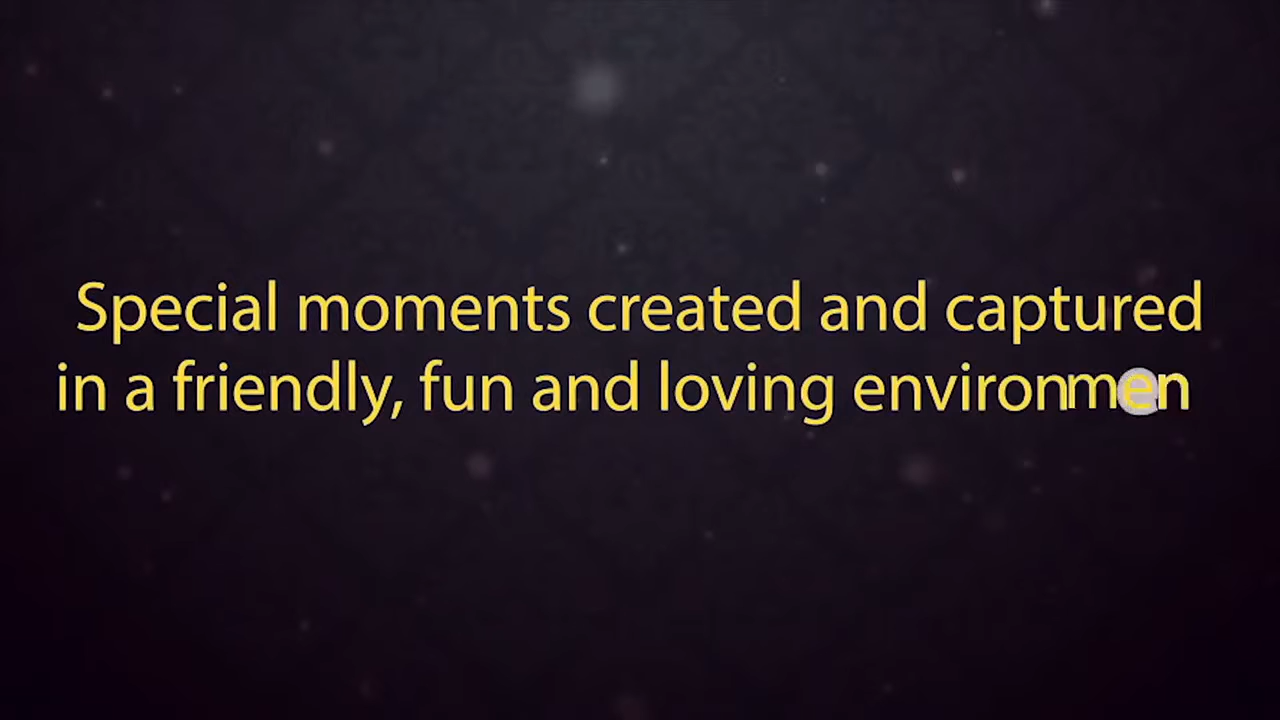 Special moments created and captured
in a friendly, fun and loving environmen